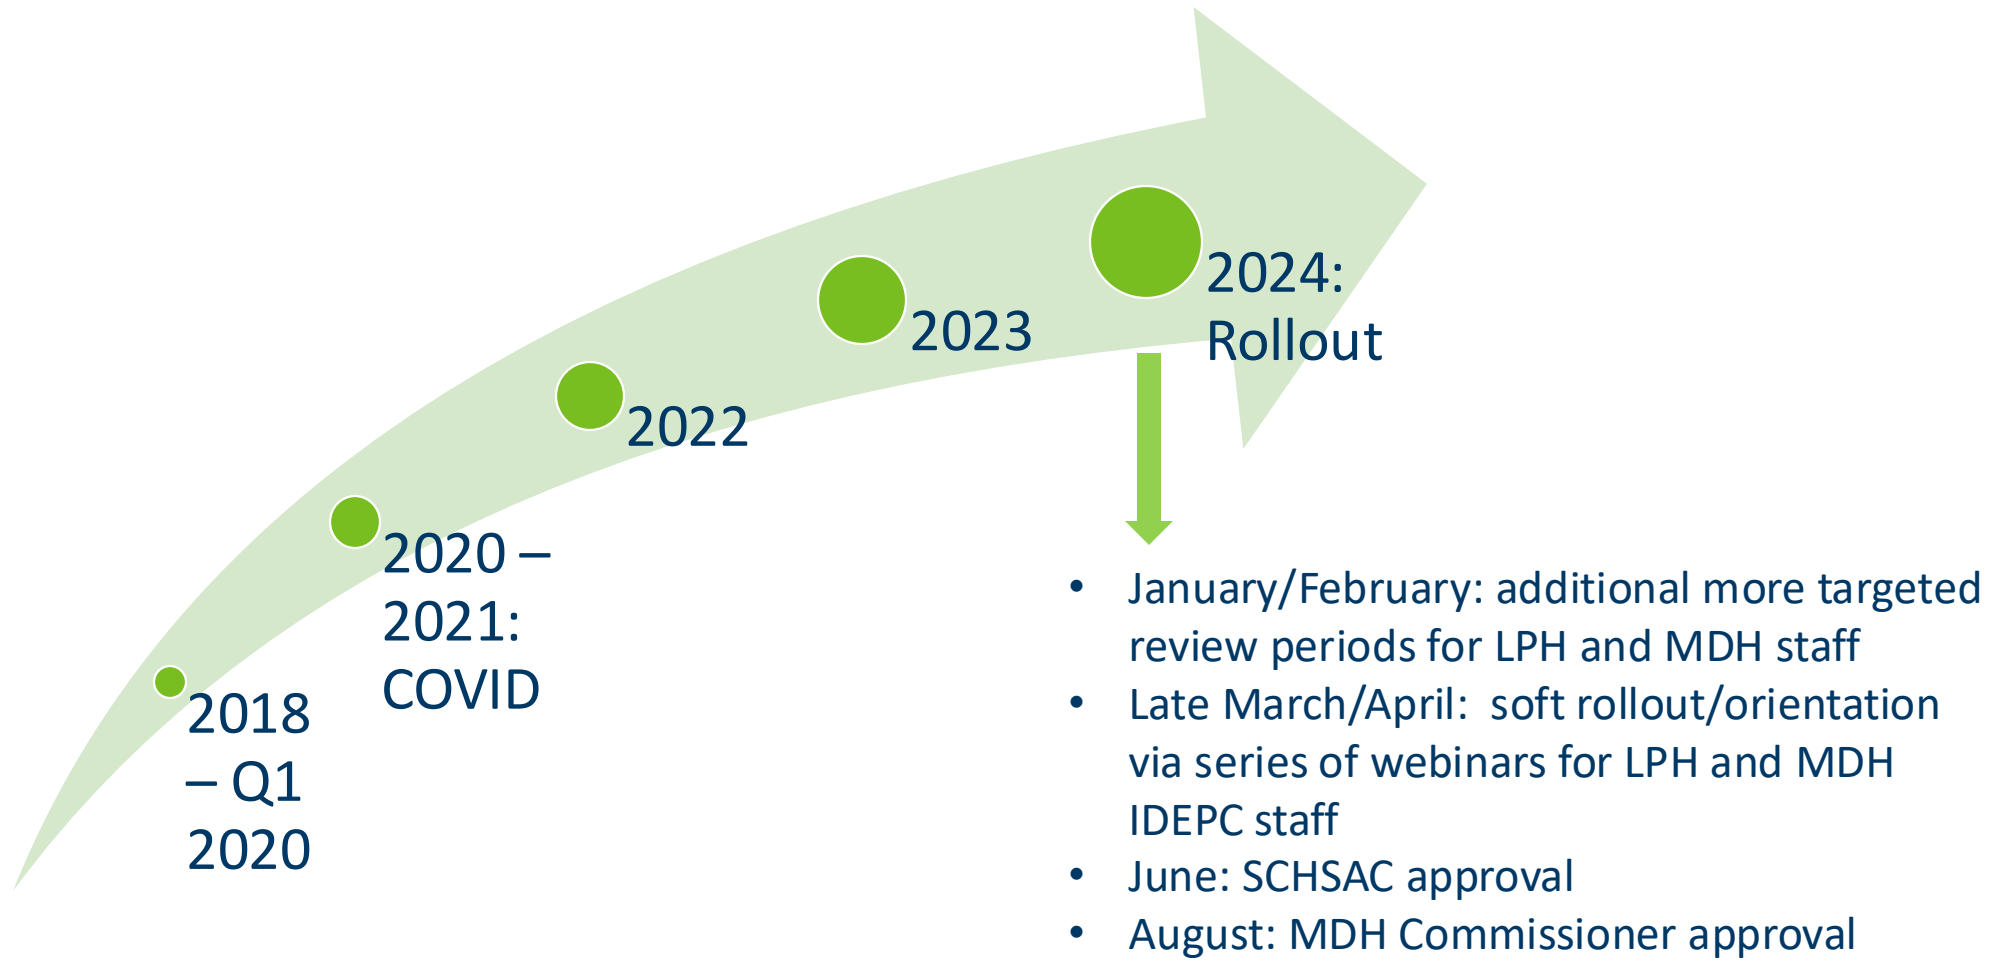 2018
– Q1
2020
2020 –
2021:
COVID
2022
2023
2024:
Rollout
• January/February: additional more targeted
review periods for LPH and MDH staff
• Late March/April:  soft rollout/orientation
via series of webinars for LPH and MDH
IDEPC staff
• June: SCHSAC approval
• August: MDH Commissioner approval